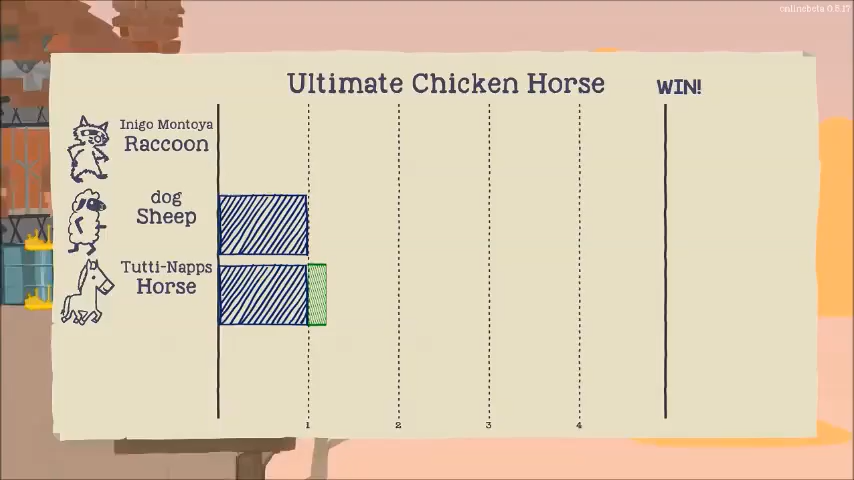 onlinebeta 0.5.17
Ultimate Chicken Horse
WIN!
Inigo Montoya
Raccoon
dog
Sheep
Tutti-Napps
Horse
1 2 3 4